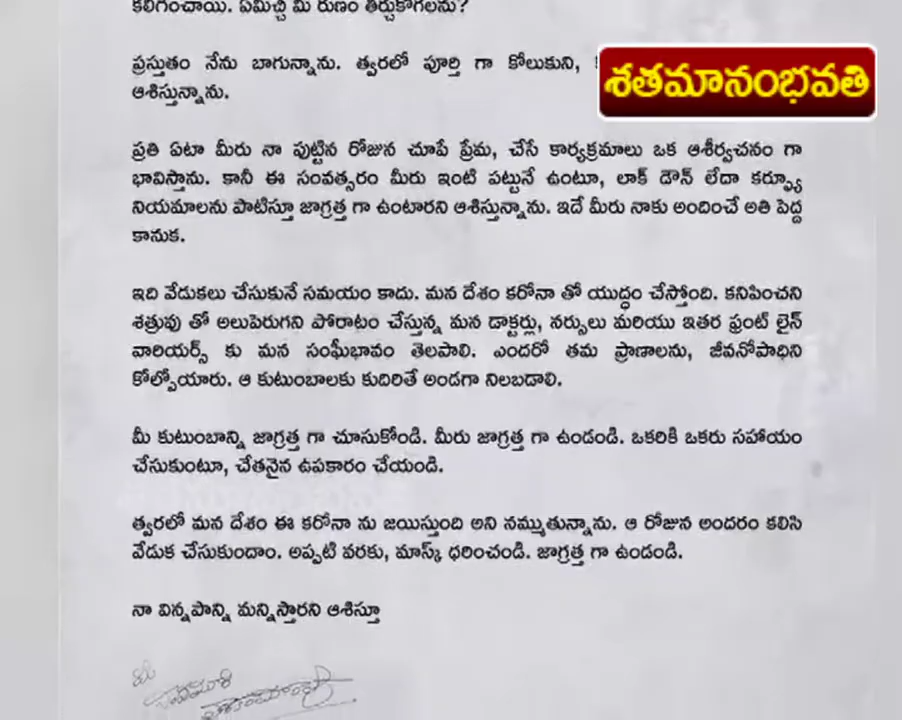 కలిగించాయి. ఏమిచ్చి మీ రుణం తీర్చుకోగలను?
ప్రస్తుతం నేను బాగున్నాను. త్వరలో పూర్తి గా కోలుకుని,
ఆశిస్తున్నాను.
శతమానంభవతి
ప్రతి ఏటా మీరు నా పుట్టిన రోజున చూపే ప్రేమ, చేసే కార్యక్రమాలు ఒక ఆశీర్వచనం గా
భావిస్తాను. కానీ ఈ సంవత్సరం మీరు ఇంటి పట్టునే ఉంటూ, లాక్ డౌన్ లేదా కర్ఫ్యూ
నియమాలను పాటిస్తూ జాగ్రత్త గా ఉంటారని ఆశిస్తున్నాను. ఇదే మీరు నాకు అందించే అతి పెద్ద
కానుక.
ఇది వేడుకలు చేసుకునే సమయం కాదు. మన దేశం కరోనా తో యుద్ధం చేస్తోంది. కనిపించని
శత్రువు తో అలుపెరుగని పోరాటం చేస్తున్న మన డాక్టర్లు, నర్సులు మరియు ఇతర ఫ్రంట్ లైన్
వారియర్స్ కు మన సంఘీభావం తెలపాలి. ఎందరో తమ ప్రాణాలను, జీవనోపాధిని
కోల్పోయారు. ఆ కుటుంబాలకు కుదిరితే అండగా నిలబడాలి.
మీ కుటుంబాన్ని జాగ్రత్త గా చూసుకోండి. మీరు జాగ్రత్త గా ఉండండి. ఒకరికి ఒకరు సహాయం
చేసుకుంటూ, చేతనైన ఉపకారం చేయండి.
త్వరలో మన దేశం ఈ కరోనా ను జయిస్తుంది అని నమ్ముతున్నాను. ఆ రోజున అందరం కలిసి
వేడుక చేసుకుందాం. అప్పటి వరకు, మాస్క్ ధరించండి. జాగ్రత్త గా ఉండండి.
నా విన్నపాన్ని మన్నిస్తారని ఆశిస్తూ
మీ